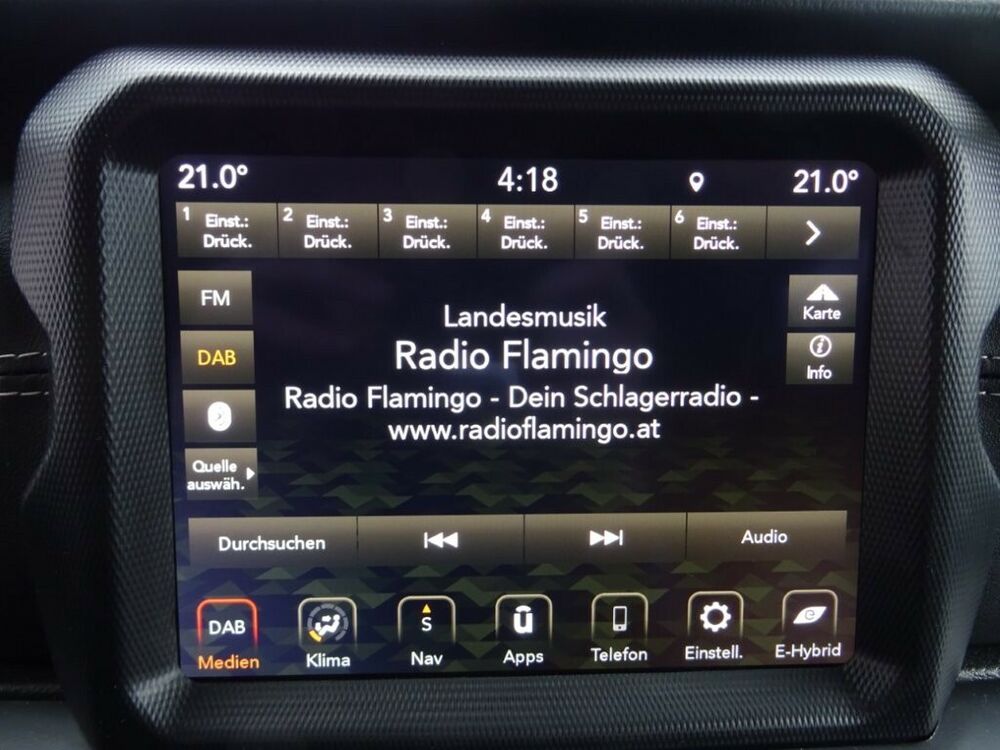 21.0°
4:18
21.0°
1 Einst.:
Drück.
2 Einst.:
Drück.
3 Einst.:
Drück.
4 Einst.:
Drück.
5 Einst.:
Drück.
6 Einst.:
Drück.
FM
DAB
Quelle
auswäh.
Landesmusik
Radio Flamingo
Radio Flamingo - Dein Schlagerradio -
www.radioflamingo.at
Karte
Info
Durchsuchen
Audio
DAB
Medien
Klima
S
Nav
Apps
Telefon
Einstell.
E-Hybrid